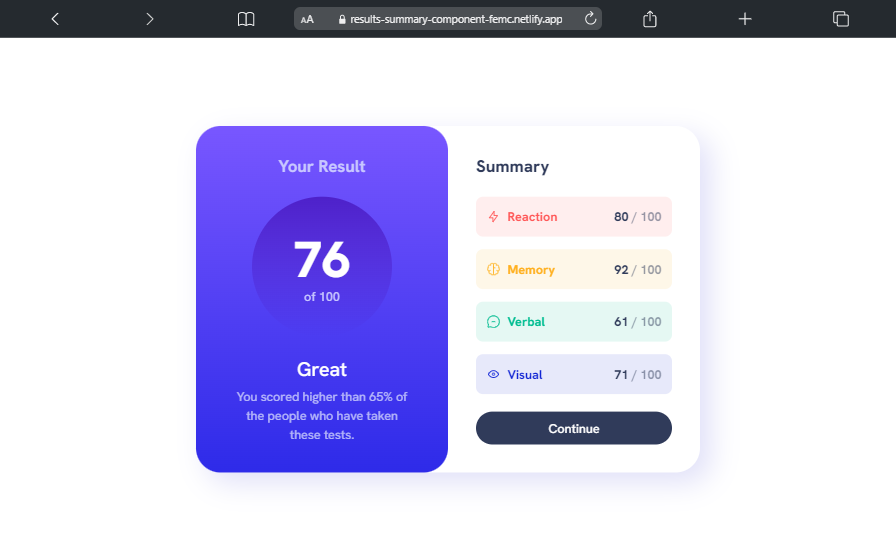 AA results-summary-component-femc.netlify.app
Your Result
76
of 100
Great
You scored higher than 65% of
the people who have taken
these tests.
Summary
Reaction 80 / 100
Memory 92 / 100
Verbal 61 / 100
Visual 71 / 100
Continue